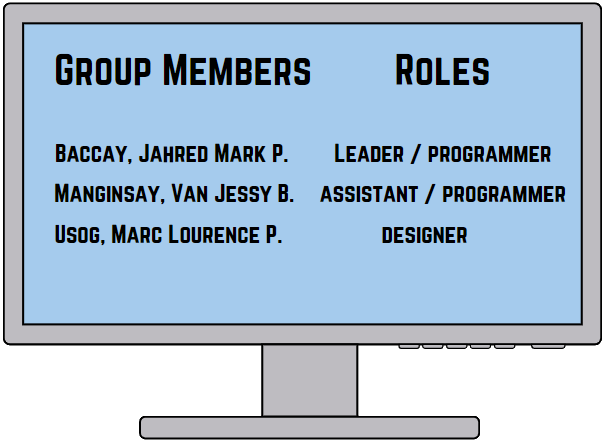 Group Members Roles
Baccay, Jahred Mark P. Leader / programmer
Manginsay, Van Jessy B. assistant / programmer
Usog, Marc Lourence P. designer